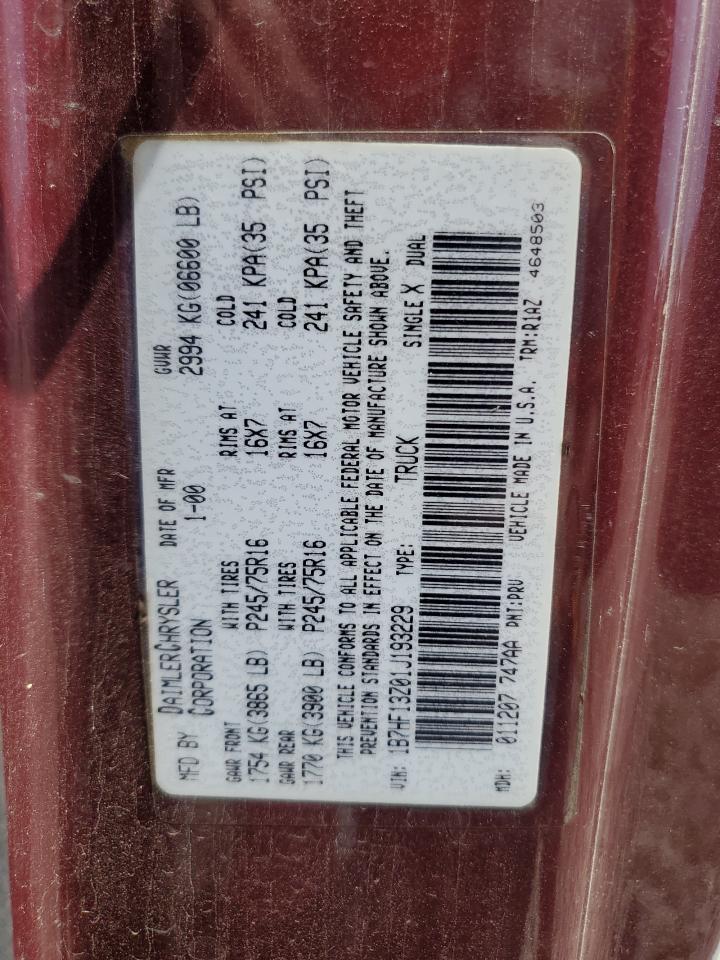 MFD BY DAIMLERCHRYSLER CORPORATION DATE OF MFR 1-00 GVWR 2994 KG(06600 LB)
GAWR FRONT WITH TIRES RIMS AT COLD
1754 KG(3865 LB) P245/75R16 16X7 241 KPA(35 PSI)
GAWR REAR WITH TIRES RIMS AT COLD
1770 KG(3900 LB) P245/75R16 16X7 241 KPA(35 PSI)
THIS VEHICLE CONFORMS TO ALL APPLICABLE FEDERAL MOTOR VEHICLE SAFETY AND THEFT
PREVENTION STANDARDS IN EFFECT ON THE DATE OF MANUFACTURE SHOWN ABOVE.
VIN: 1B7HF13Z01J193229 TYPE: TRUCK SINGLE X DUAL
MDH: 011207 747AA PNT:PRV VEHICLE MADE IN U.S.A. TRM:R1AZ 4648503